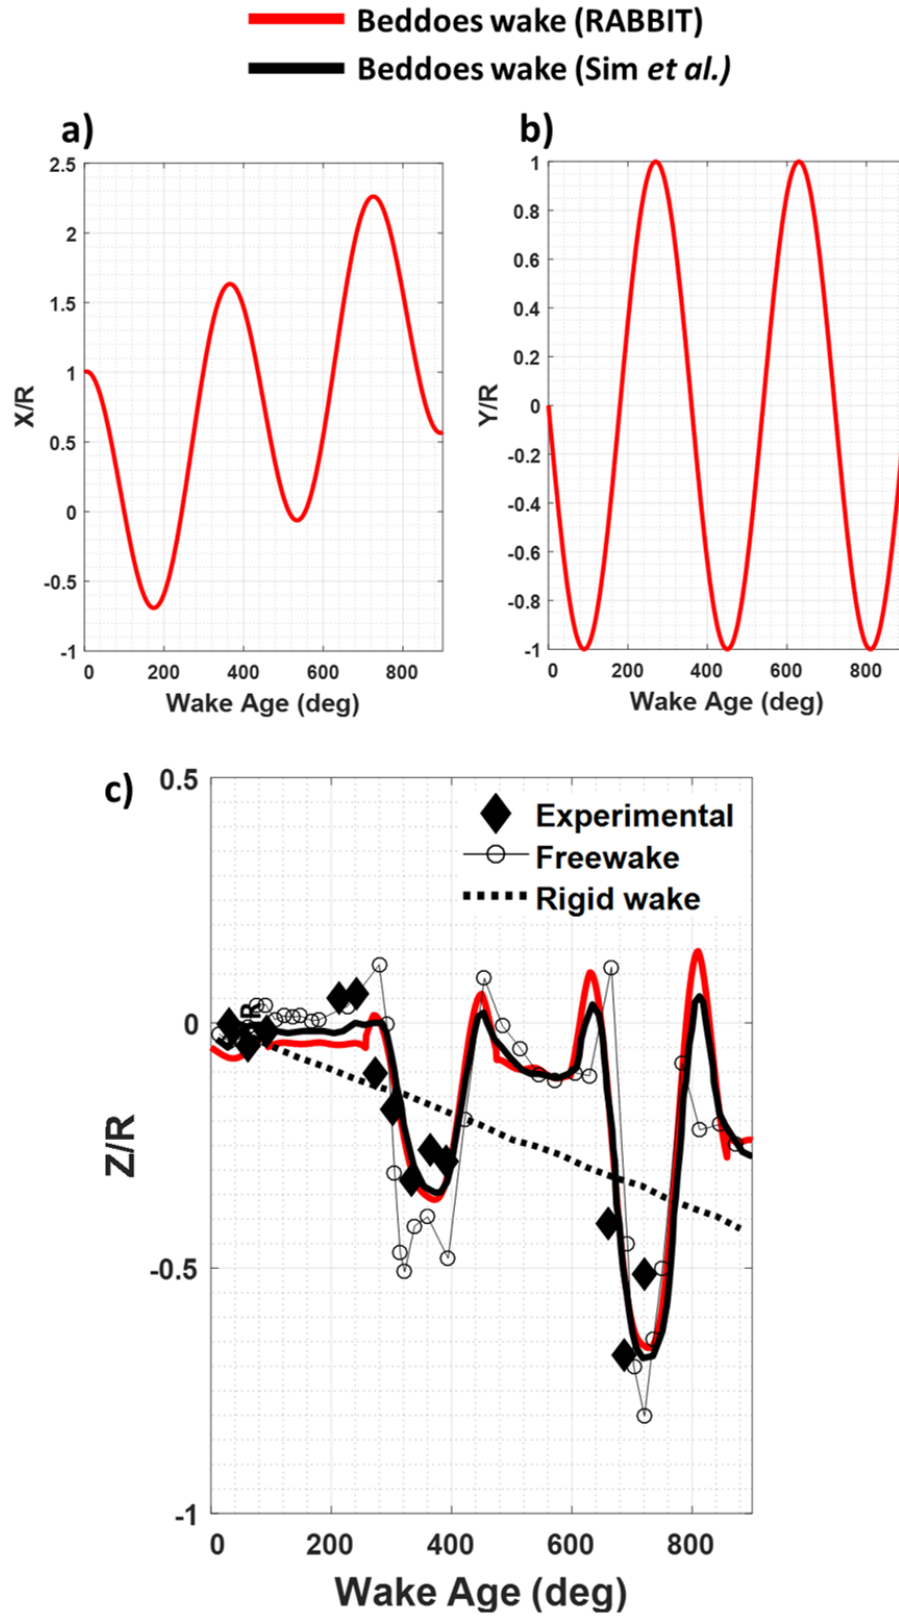 Beddoes wake (RABBIT)
Beddoes wake (Sim et al.)
a)
2.5
2
1.5
1
0.5
0
-0.5
-1
X/R
0 200 400 600 800
Wake Age (deg)
b)
1
0.8
0.6
0.4
0.2
0
-0.2
-0.4
-0.6
-0.8
-1
Y/R
0 200 400 600 800
Wake Age (deg)
c)
0.5
0
-0.5
-1
Z/R
Experimental
Freewake
Rigid wake
R
0 200 400 600 800
Wake Age (deg)